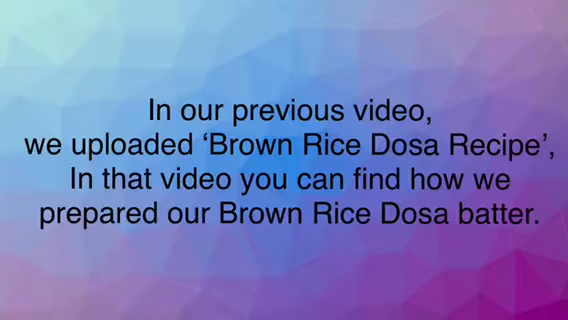 In our previous video,
we uploaded ‘Brown Rice Dosa Recipe’,
In that video you can find how we
prepared our Brown Rice Dosa batter.